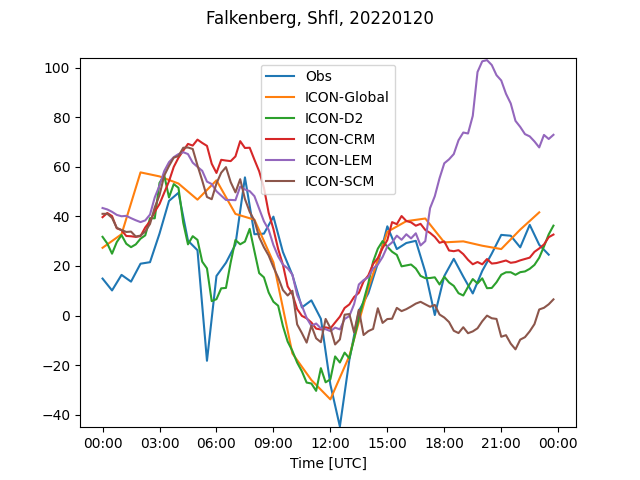 Falkenberg, Shfl, 20220120
100
80
60
40
20
0
−20
−40
Obs
ICON-Global
ICON-D2
ICON-CRM
ICON-LEM
ICON-SCM
00:00 03:00 06:00 09:00 12:00 15:00 18:00 21:00 00:00
Time [UTC]